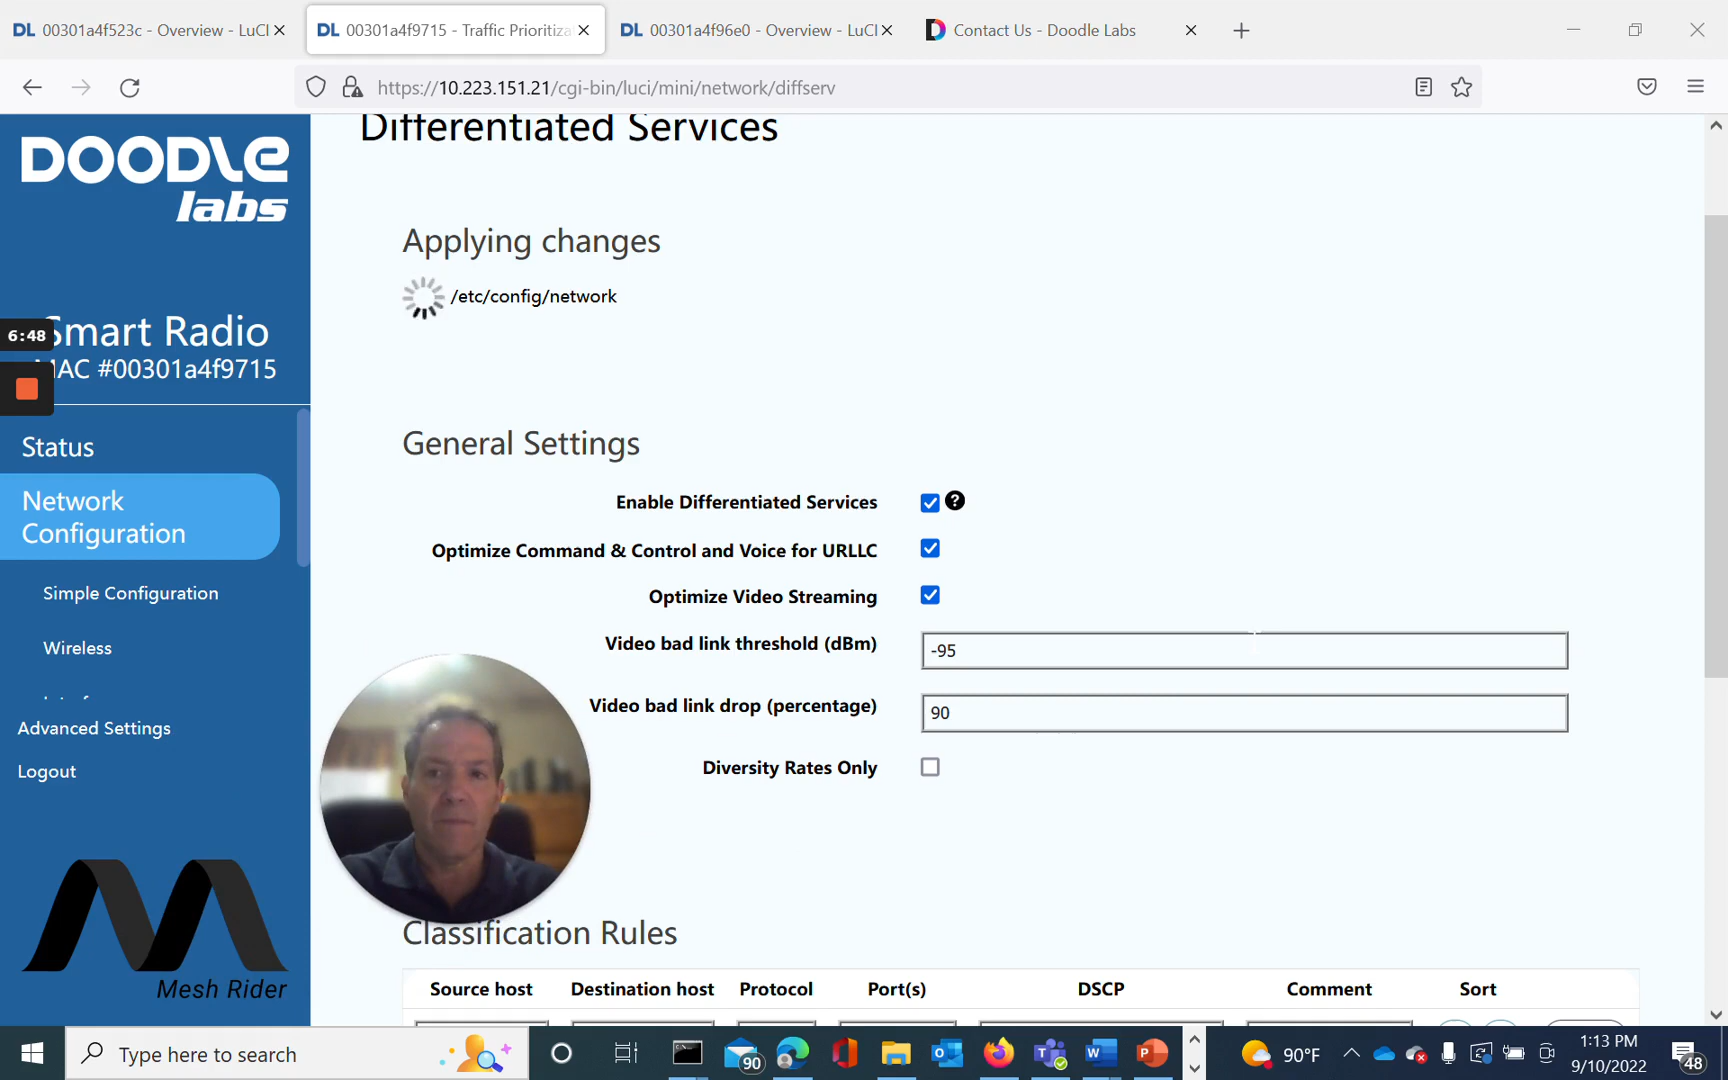 DL 00301a4f523c - Overview - LuCI
DL 00301a4f9715 - Traffic Prioritiza
DL 00301a4f96e0 - Overview - LuCI
Contact Us - Doodle Labs
https://10.223.151.21/cgi-bin/luci/mini/network/diffserv
DOODLE
labs
Smart Radio
6:48
MAC #00301a4f9715
Status
Network
Configuration
Simple Configuration
Wireless
Advanced Settings
Logout
Mesh Rider
Differentiated Services
Applying changes
/etc/config/network
General Settings
Enable Differentiated Services
Optimize Command & Control and Voice for URLLC
Optimize Video Streaming
Video bad link threshold (dBm)
-95
Video bad link drop (percentage)
90
Diversity Rates Only
Classification Rules
Source host Destination host Protocol Port(s) DSCP Comment Sort
Type here to search
90
90°F
1:13 PM
9/10/2022
48